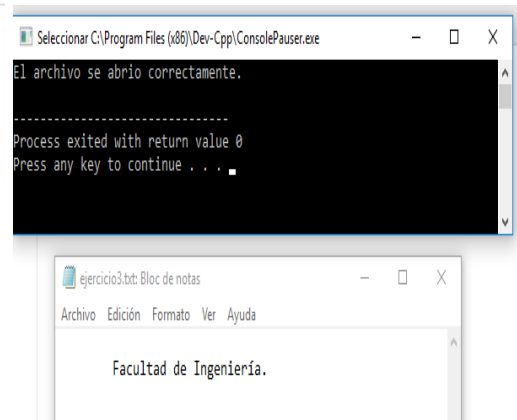 Seleccionar C:\Program Files (x86)\Dev-Cpp\ConsolePauser.exe
El archivo se abrio correctamente.
--------------------------------
Process exited with return value 0
Press any key to continue . . .
ejercicio3.txt: Bloc de notas
Archivo Edición Formato Ver Ayuda
Facultad de Ingeniería.